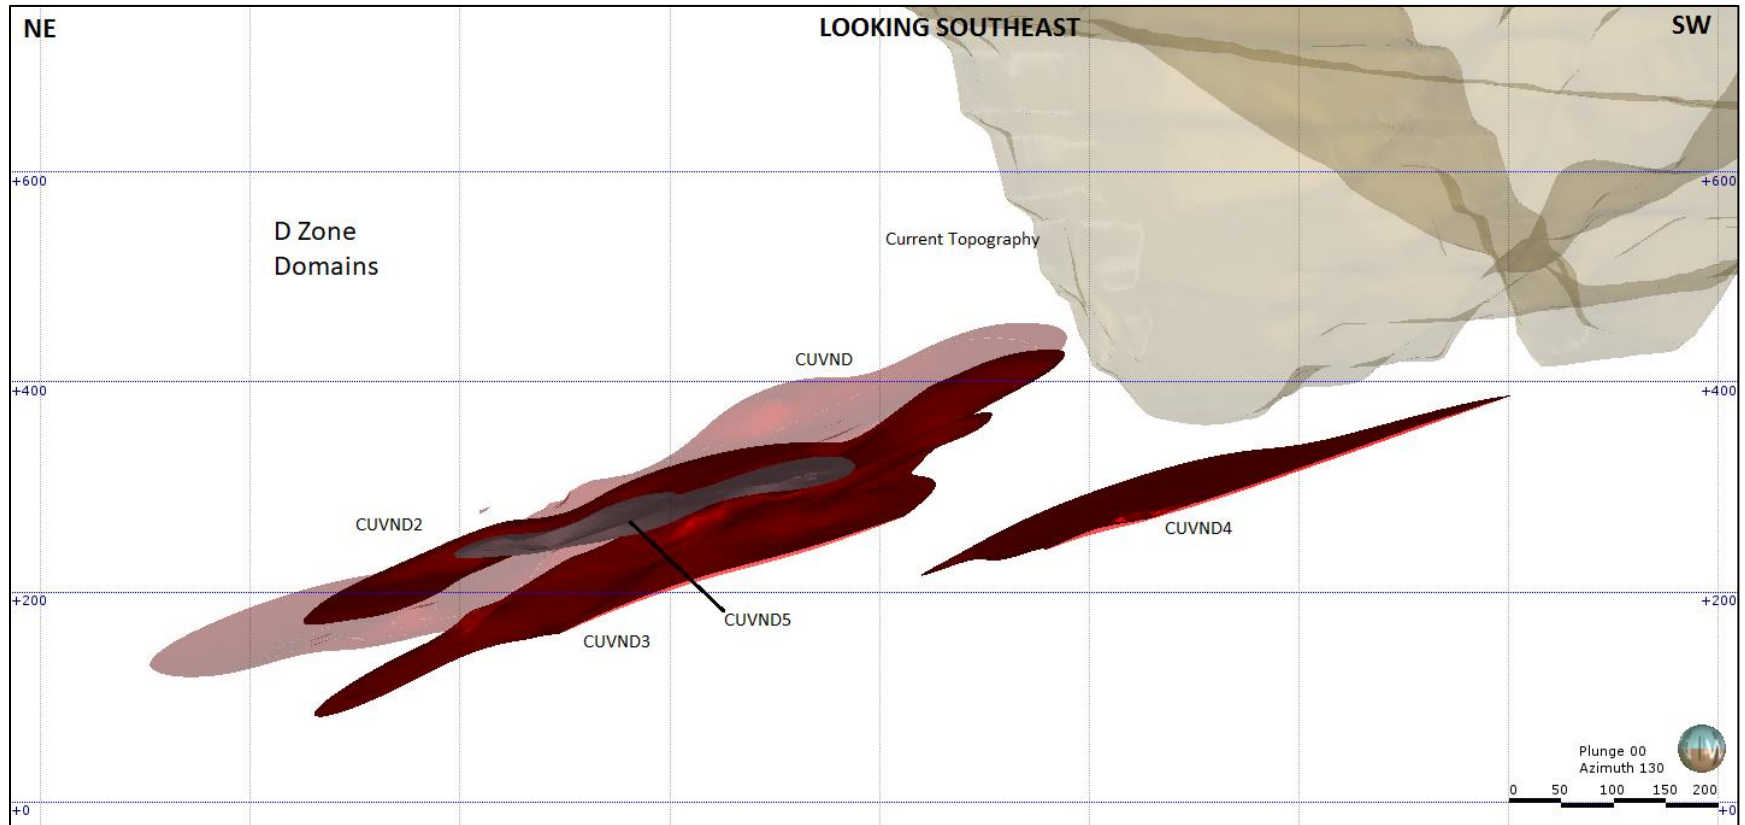 NE
LOOKING SOUTHEAST
SW
+600
+600
D Zone
Domains
Current Topography
CUVND
+400
+400
CUVND2
CUVND4
+200
+200
CUVND5
CUVND3
Plunge 00
Azimuth 130
0 50 100 150 200
+0
+0